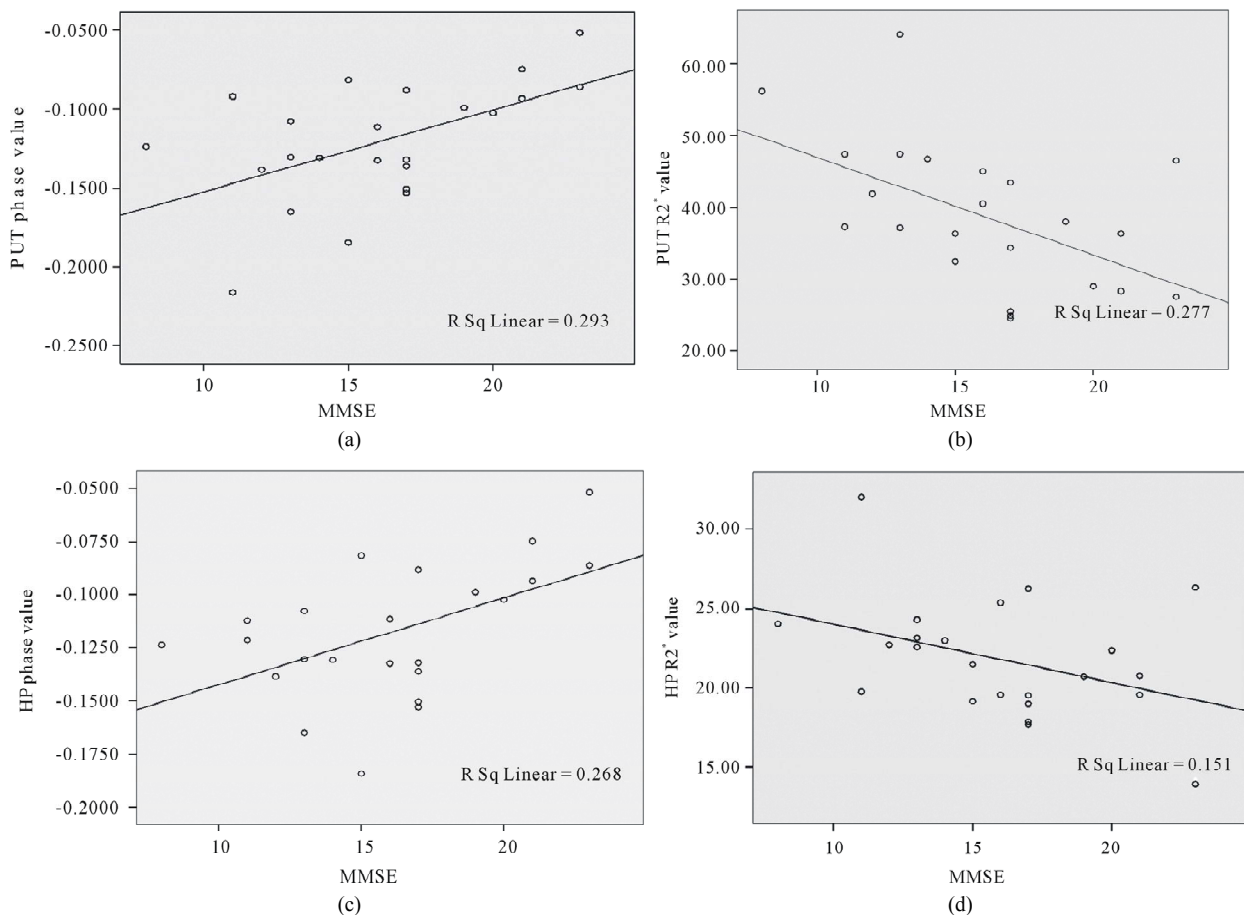 -0.0500
-0.1000
-0.1500
-0.2000
-0.2500
PUT phase value
R Sq Linear = 0.293
10 15 20
MMSE
(a)
60.00
50.00
40.00
30.00
20.00
PUT R2* value
R Sq Linear – 0.277
10 15 20
MMSE
(b)
-0.0500
-0.0750
-0.1000
-0.1250
-0.1500
-0.1750
-0.2000
HP phase value
R Sq Linear = 0.268
10 15 20
MMSE
(c)
30.00
25.00
20.00
15.00
HP R2* value
R Sq Linear = 0.151
10 15 20
MMSE
(d)